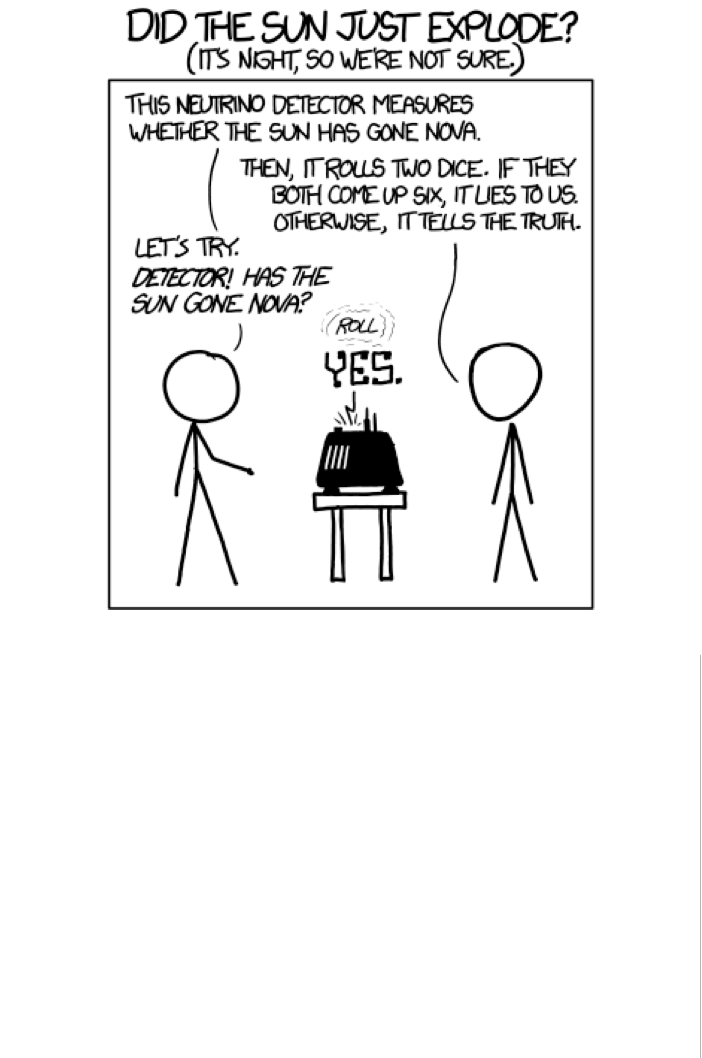 DID THE SUN JUST EXPLODE?
(IT'S NIGHT, SO WE'RE NOT SURE.)
THIS NEUTRINO DETECTOR MEASURES
WHETHER THE SUN HAS GONE NOVA.
THEN, IT ROLLS TWO DICE. IF THEY
BOTH COME UP SIX, IT LIES TO US.
OTHERWISE, IT TELLS THE TRUTH.
LET'S TRY.
DETECTOR! HAS THE
SUN GONE NOVA?
(ROLL)
YES.